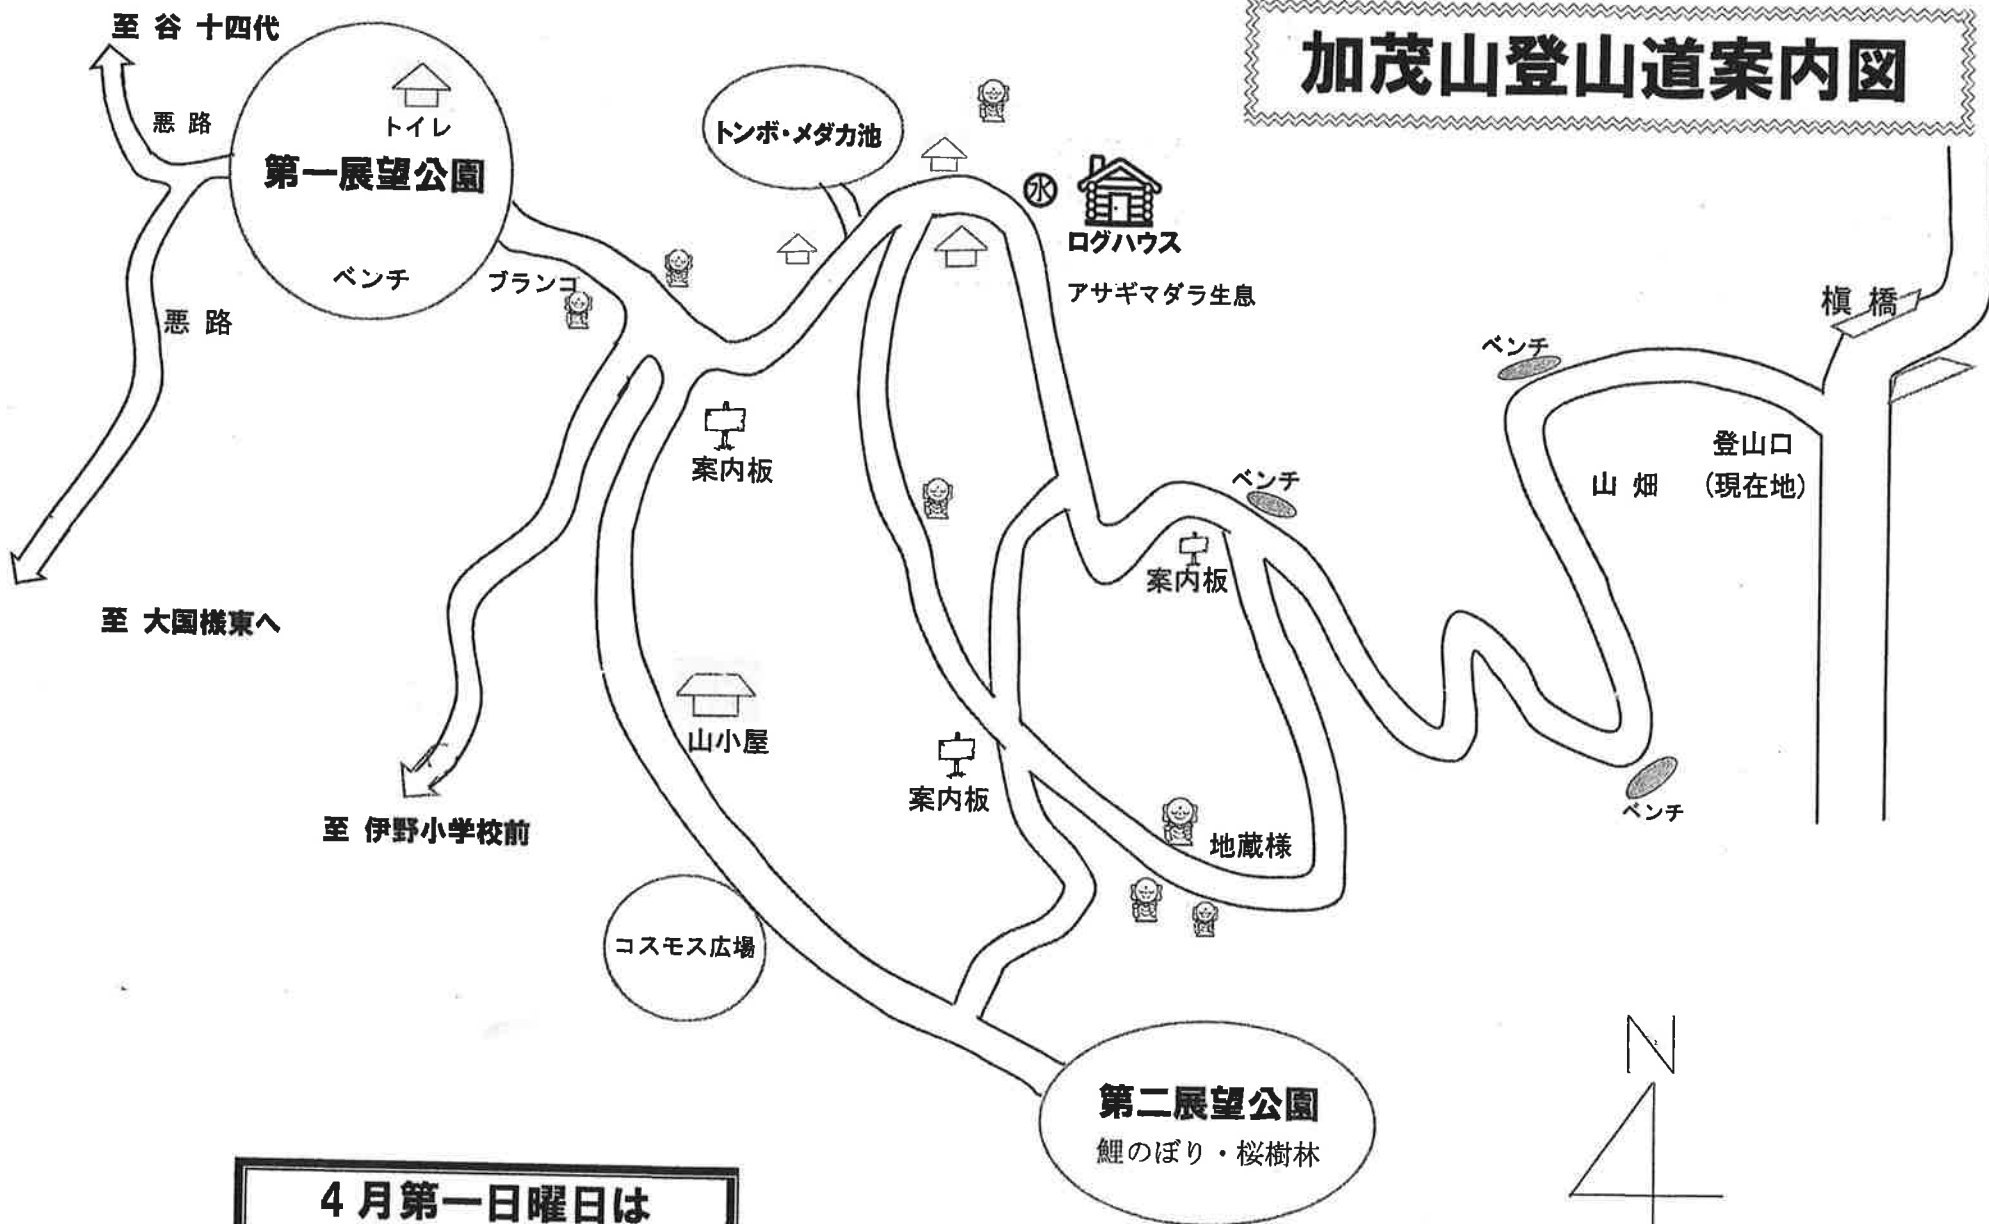 加茂山登山道案内図
至 谷 十四代
悪 路
トイレ
第一展望公園
ベンチ
ブランコ
悪 路
トンボ・メダカ池
水
ログハウス
アサギマダラ生息
槇 橋
ベンチ
登山口
山 畑 (現在地)
案内板
ベンチ
案内板
至 大国様東へ
山小屋
案内板
至 伊野小学校前
地蔵様
ベンチ
コスモス広場
第二展望公園
鯉のぼり・桜樹林
N
4月第一日曜日は